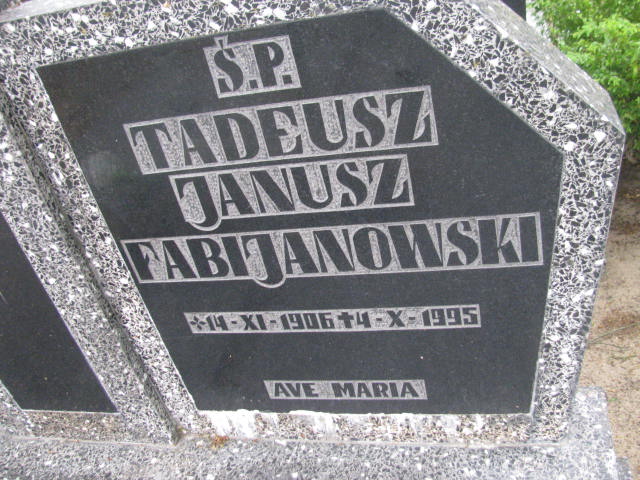 Ś.P.
TADEUSZ
JANUSZ
FABIJANOWSKI
*14-XI-1906 ✝4-X-1995
AVE MARIA